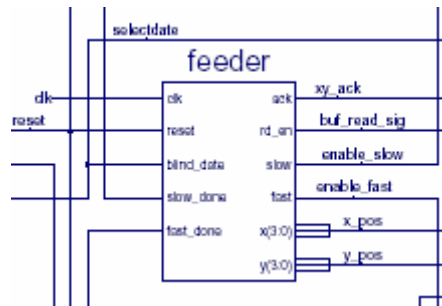 selectdate
feeder
clk
clk
ack
xy_ack
reset
reset
rd_en
buf_read_sig
blind_date
slow
enable_slow
slow_done
fast
enable_fast
fast_done
x(3:0)
x_pos
y(3:0)
y_pos